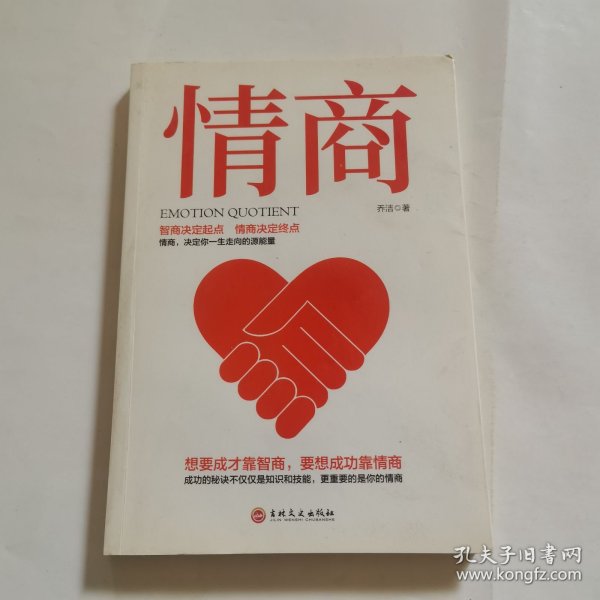 情商
EMOTION QUOTIENT
乔洁◎著
智商决定起点 情商决定终点
情商，决定你一生走向的源能量
想要成才靠智商，要想成功靠情商
成功的秘诀不仅仅是知识和技能，更重要的是你的情商
吉林文史出版社
JILIN WENSHI CHUBANSHE
孔夫子旧书网
www.kongfz.com